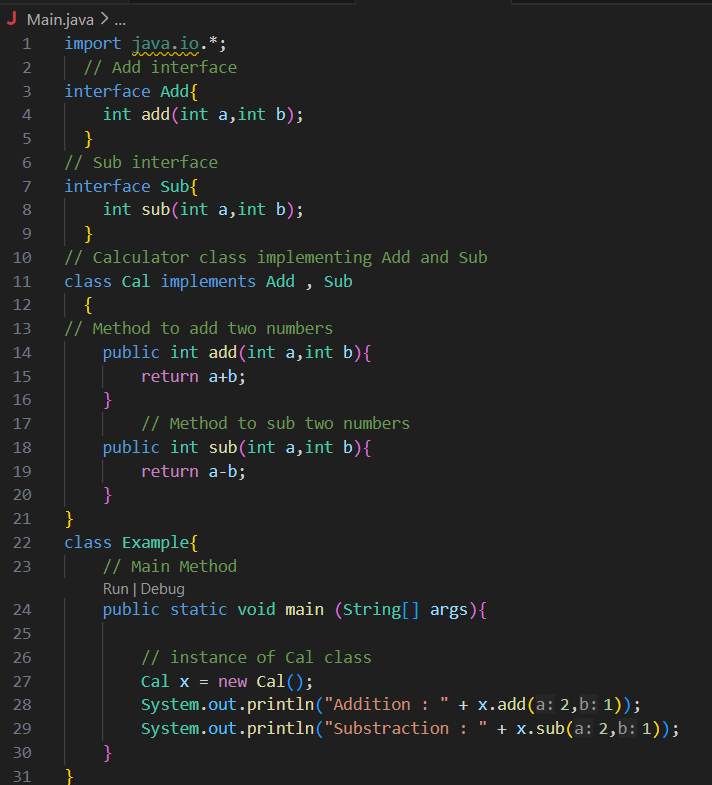 Main.java > ...
1 import java.io.*;
2 // Add interface
3 interface Add{
4 int add(int a,int b);
5 }
6 // Sub interface
7 interface Sub{
8 int sub(int a,int b);
9 }
10 // Calculator class implementing Add and Sub
11 class Cal implements Add , Sub
12 {
13 // Method to add two numbers
14 public int add(int a,int b){
15 return a+b;
16 }
17 // Method to sub two numbers
18 public int sub(int a,int b){
19 return a-b;
20 }
21 }
22 class Example{
23 // Main Method
Run | Debug
24 public static void main (String[] args){
25
26 // instance of Cal class
27 Cal x = new Cal();
28 System.out.println("Addition : " + x.add(a: 2,b: 1));
29 System.out.println("Substraction : " + x.sub(a: 2,b: 1));
30 }
31 }